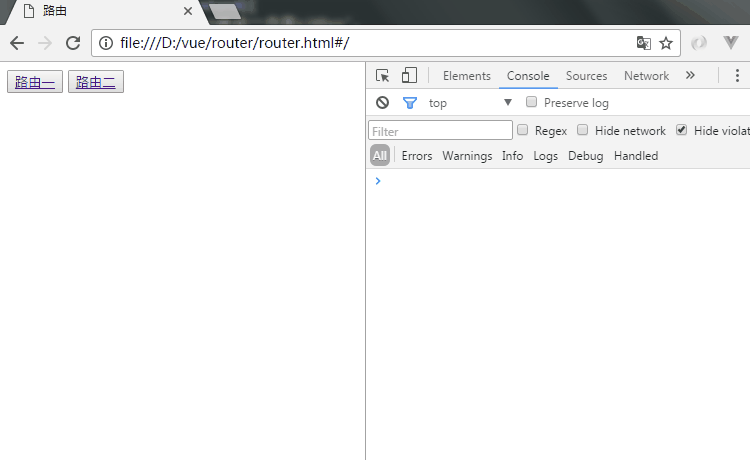 路由
file:///D:/vue/router/router.html#/
路由一 路由二
Elements Console Sources Network »
top Preserve log
Filter Regex Hide network Hide violat
All Errors Warnings Info Logs Debug Handled